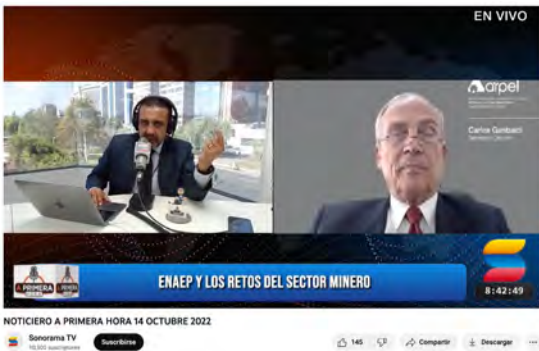 EN VIVO
arpel
Carlos Garibaldi
ENAEP Y LOS RETOS DEL SECTOR MINERO
A PRIMERA
8:42:49
NOTICIERO A PRIMERA HORA 14 OCTUBRE 2022
Sonorama TV
Suscribirse
145
Compartir
Descargar